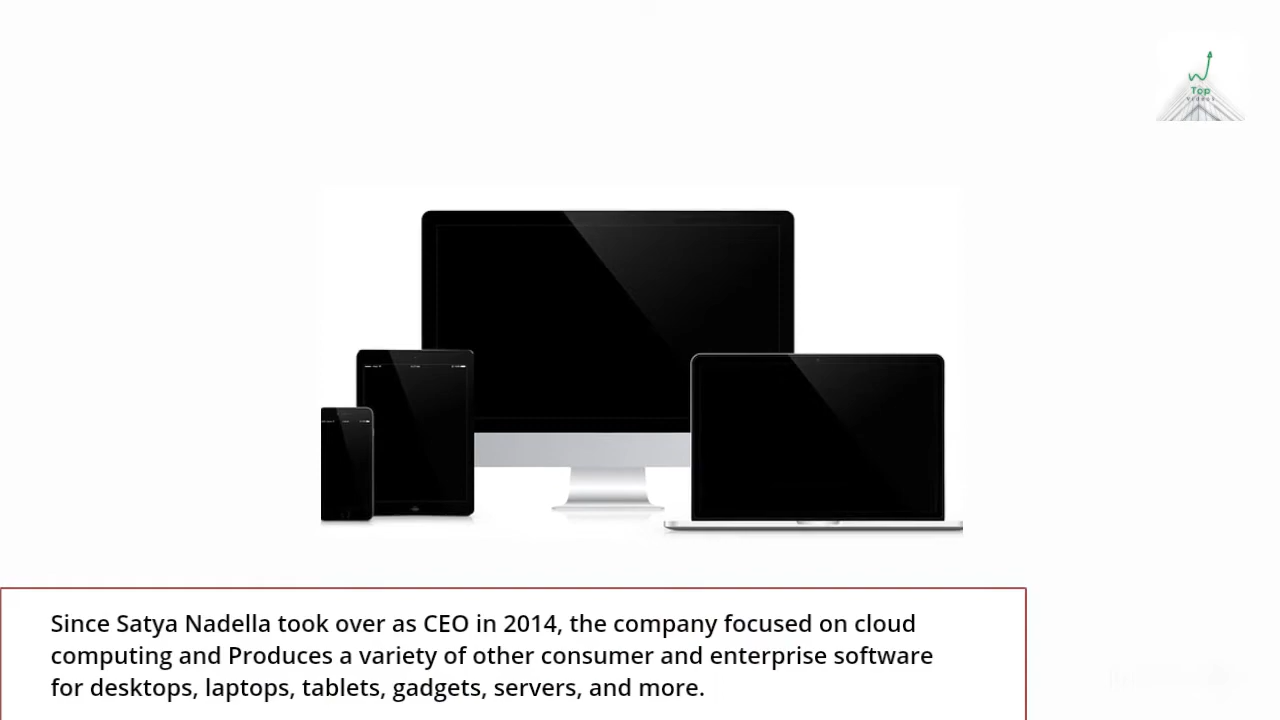 Top
Videos
Since Satya Nadella took over as CEO in 2014, the company focused on cloud
computing and Produces a variety of other consumer and enterprise software
for desktops, laptops, tablets, gadgets, servers, and more.